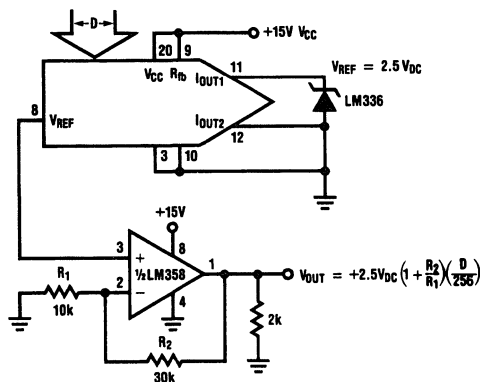 D
+15V VCC
20 9
VCC Rfb
11
IOUT1
VREF = 2.5 VDC
LM336
8
VREF
IOUT2
12
3 10
+15V
3
+
8
½LM358
1
VOUT = +2.5VDC (1 + R2/R1)(D/256)
R1
10k
2
−
4
2k
R2
30k